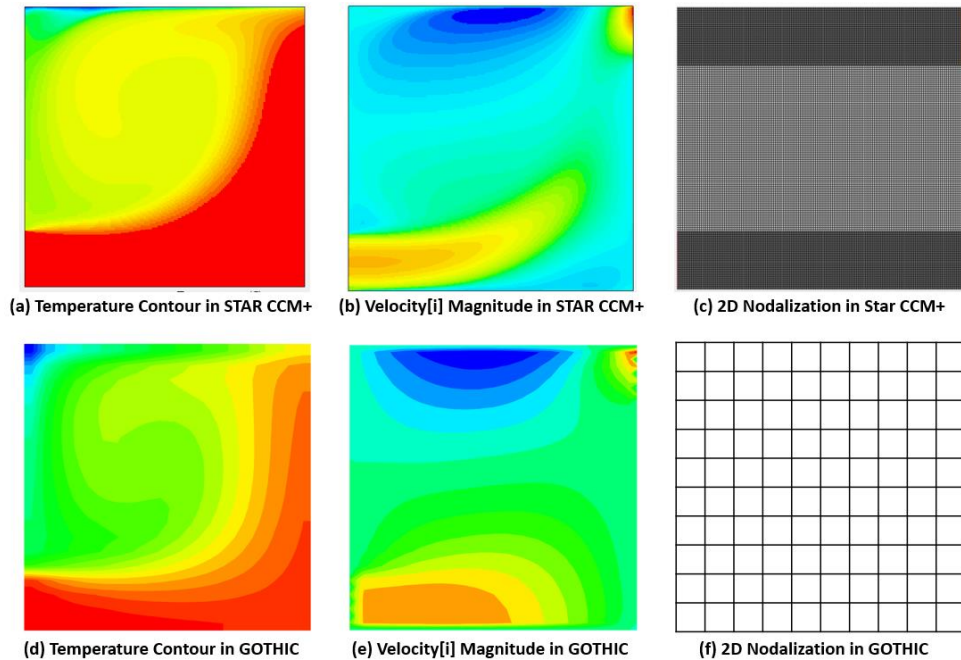 (a) Temperature Contour in STAR CCM+
(b) Velocity[i] Magnitude in STAR CCM+
(c) 2D Nodalization in Star CCM+
(d) Temperature Contour in GOTHIC
(e) Velocity[i] Magnitude in GOTHIC
(f) 2D Nodalization in GOTHIC